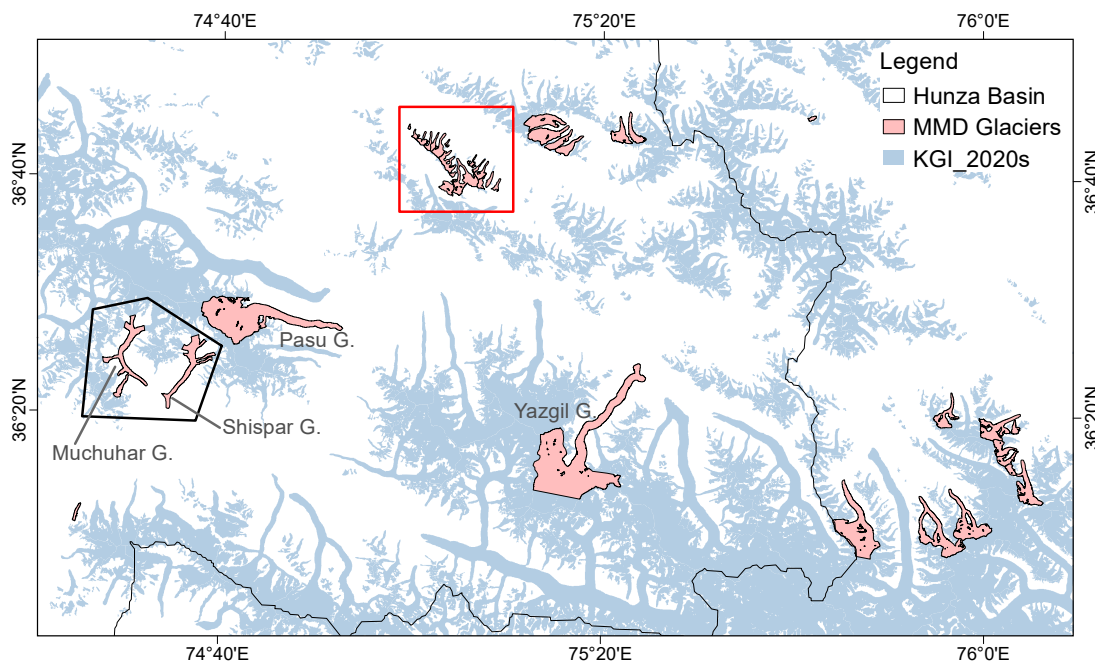 74°40'E 75°20'E 76°0'E
Legend
Hunza Basin
MMD Glaciers
KGI_2020s
36°40'N 36°40'N
Pasu G.
Yazgil G.
36°20'N 36°20'N
Shispar G.
Muchuhar G.
74°40'E 75°20'E 76°0'E